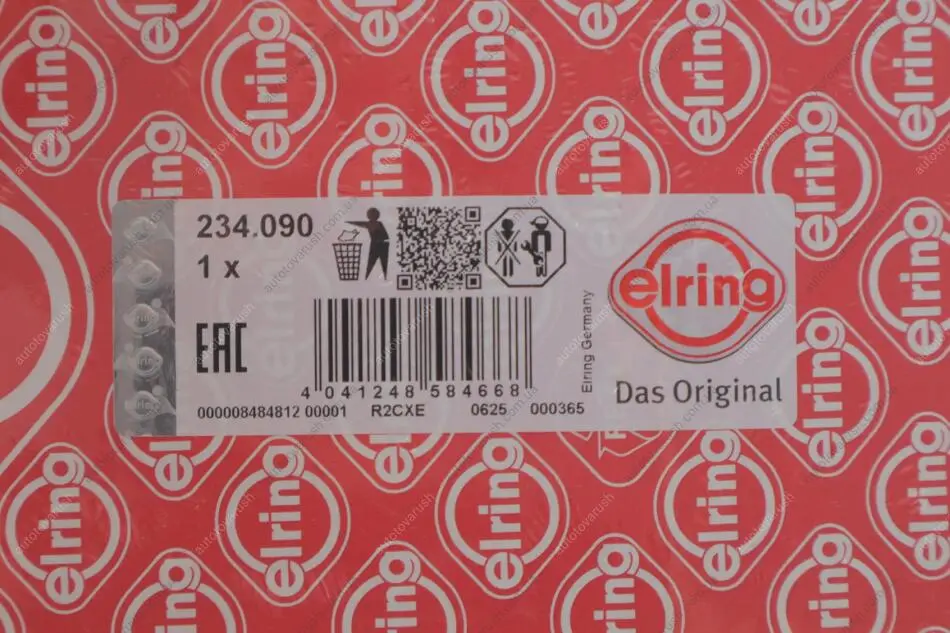 234.090
1 x
EAC
4 041248 584668
000008484812 00001 R2CXE 0625 000365
Elring Germany
elring
Das Original